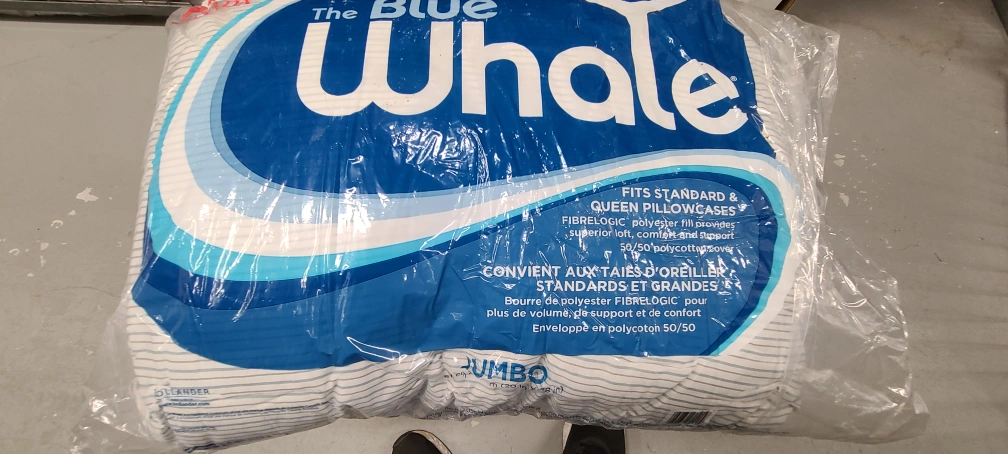 The Blue
Whale
FITS STANDARD &
QUEEN PILLOWCASES
FIBRELOGIC polyester fill provides
superior loft, comfort and support
50/50 polycotton cover
CONVIENT AUX TAIES D'OREILLER
STANDARDS ET GRANDES
Bourre de polyester FIBRELOGIC pour
plus de volume, de support et de confort
Enveloppe en polycoton 50/50
JUMBO
HOLLANDER